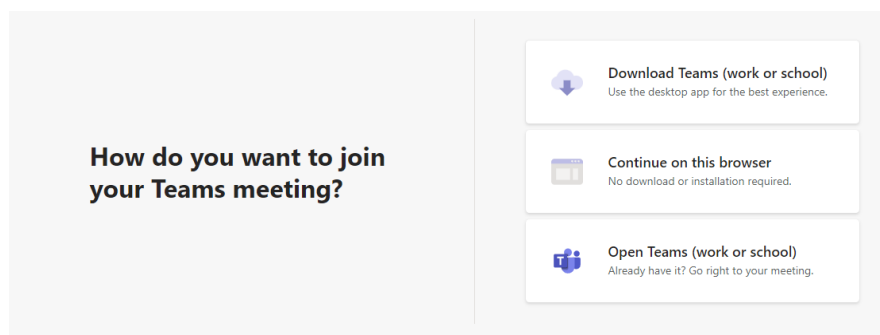 How do you want to join
your Teams meeting?
Download Teams (work or school)
Use the desktop app for the best experience.
Continue on this browser
No download or installation required.
Open Teams (work or school)
Already have it? Go right to your meeting.